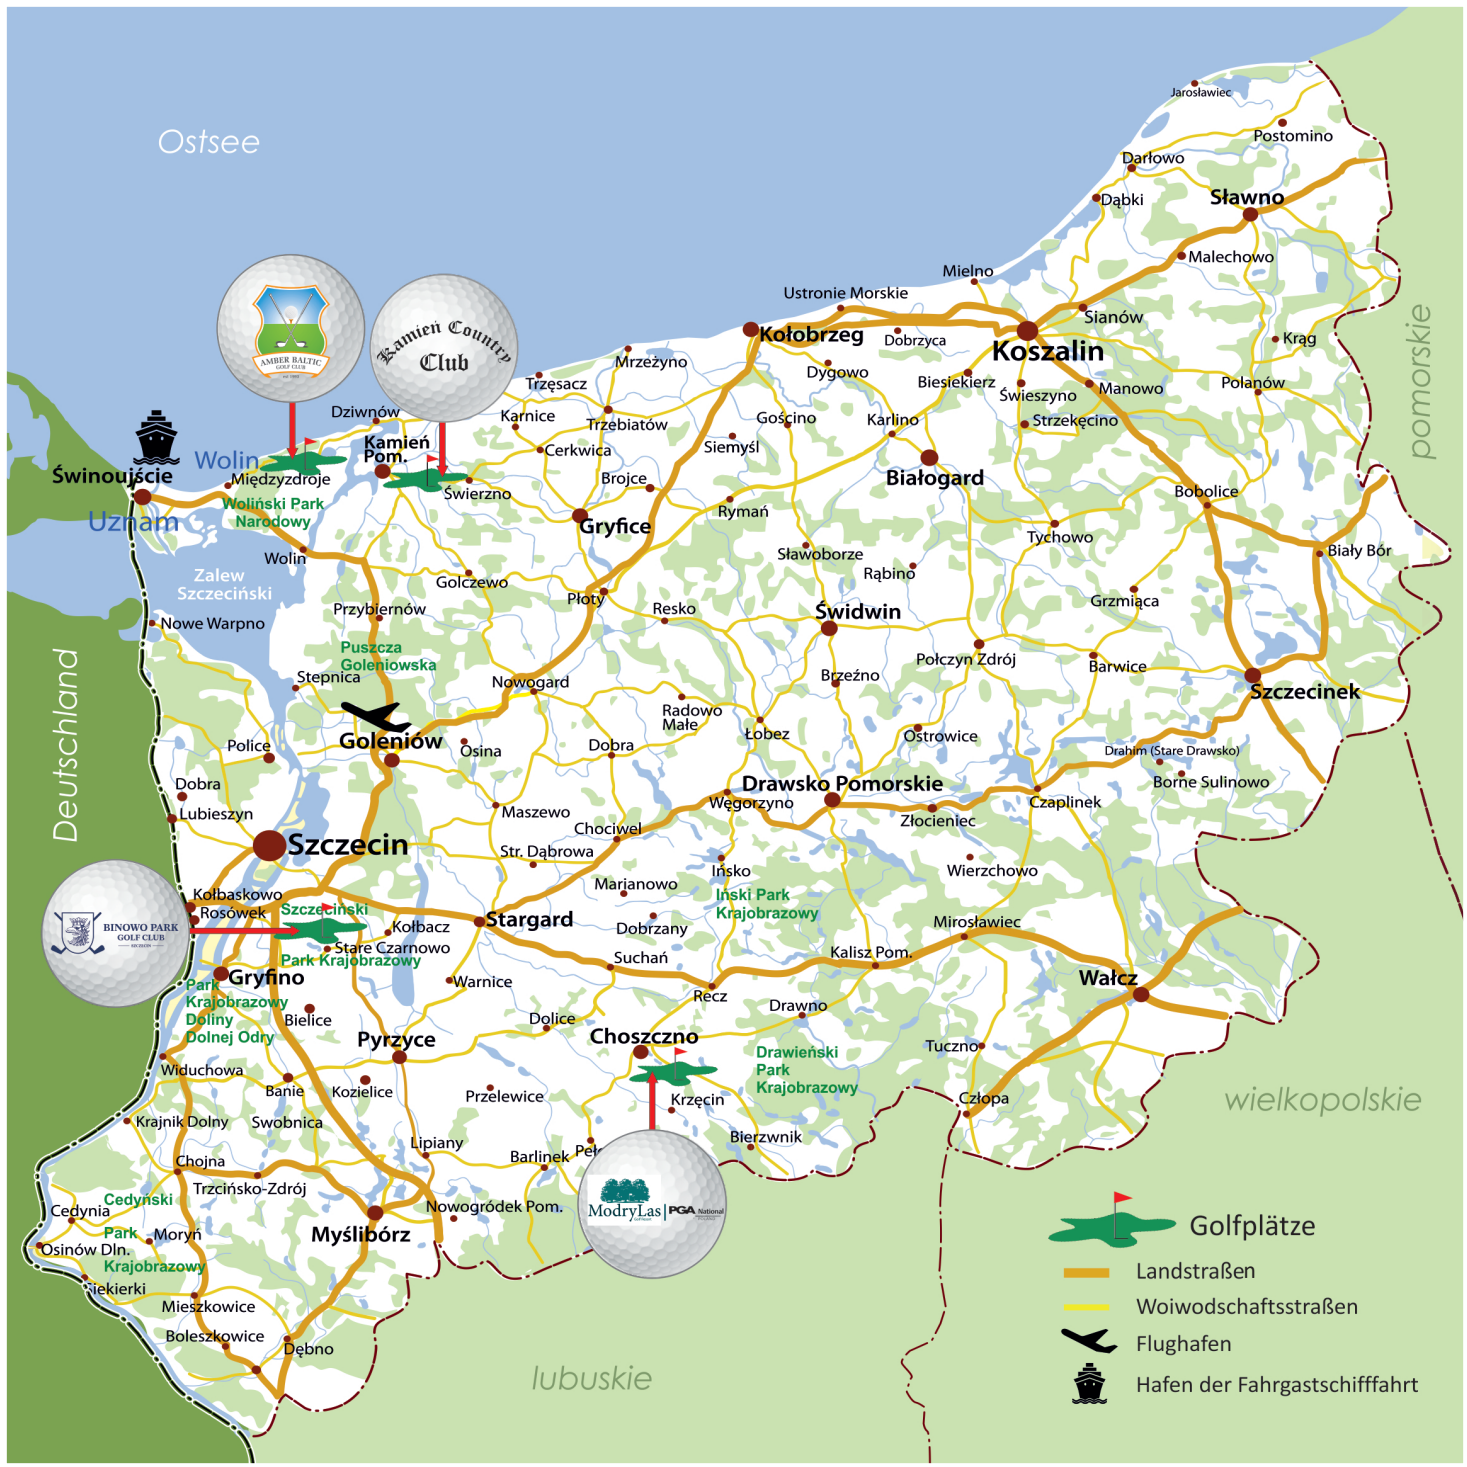 Ostsee
Jarosławiec
Postomino
Darłowo
Dąbki
Sławno
Malechowo
Mielno
Ustronie Morskie
Sianów
Kołobrzeg
Dobrzyca
Koszalin
Krąg
pomorskie
AMBER BALTIC
GOLF CLUB
Kamień Country
Club
Mrzeżyno
Trzęsacz
Dygowo
Biesiekierz
Świeszyno
Manowo
Polanów
Dziwnów
Karnice
Trzebiatów
Gościno
Karlino
Strzekęcino
Kamień
Pom.
Cerkwica
Siemyśl
Wolin
Świnoujście
Międzyzdroje
Świerzno
Brojce
Białogard
Bobolice
Woliński Park
Narodowy
Uznam
Gryfice
Rymań
Tychowo
Wolin
Sławoborze
Biały Bór
Zalew
Szczeciński
Golczewo
Rąbino
Płoty
Grzmiąca
Przybiernów
Resko
Świdwin
Nowe Warpno
Puszcza
Goleniowska
Połczyn Zdrój
Barwice
Stepnica
Nowogard
Brzeźno
Szczecinek
Deutschland
Radowo
Małe
Łobez
Ostrowice
Goleniów
Police
Osina
Dobra
Drahim (Stare Drawsko)
Borne Sulinowo
Dobra
Drawsko Pomorskie
Węgorzyno
Czaplinek
Lubieszyn
Maszewo
Złocieniec
Chociwel
Szczecin
Str. Dąbrowa
Ińsko
Wierzchowo
Marianowo
Kołbaskowo
Rosówek
Szczeciński
Iński Park
Krajobrazowy
BINOWO PARK
GOLF CLUB
SZCZECIN
Kołbacz
Stargard
Dobrzany
Mirosławiec
Stare Czarnowo
Park Krajobrazowy
Suchań
Kalisz Pom.
Gryfino
Warnice
Recz
Wałcz
Park
Krajobrazowy
Doliny
Dolnej Odry
Bielice
Drawno
Dolice
Pyrzyce
Choszczno
Tuczno
Drawieński
Park
Krajobrazowy
Widuchowa
Banie
Kozielice
Przelewice
Krzęcin
Człopa
wielkopolskie
Krajnik Dolny
Swobnica
Bierzwnik
Lipiany
Barlinek
Peł
Chojna
Trzcińsko-Zdrój
Cedyński
Park
Krajobrazowy
Cedynia
Nowogródek Pom.
ModryLas
Golf Resort
PGA National
Moryń
Myślibórz
Osinów Dln.
Siekierki
Mieszkowice
Boleszkowice
Dębno
lubuskie
Golfplätze
Landstraßen
Woiwodschaftsstraßen
Flughafen
Hafen der Fahrgastschifffahrt